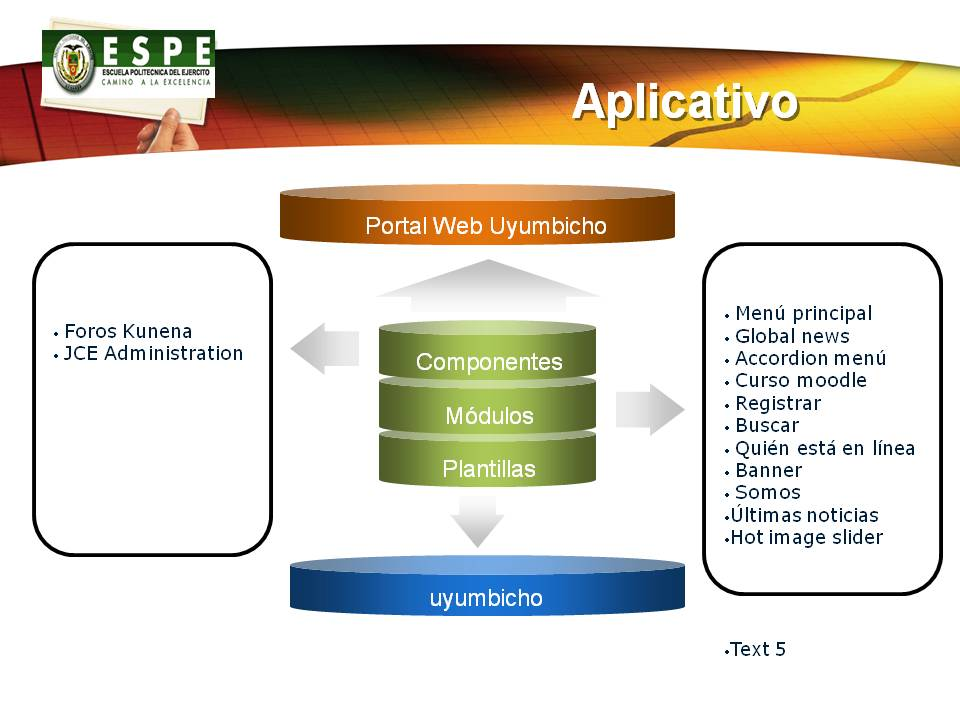 ESPE
ESCUELA POLITECNICA DEL EJERCITO
CAMINO A LA EXCELENCIA
Aplicativo
Portal Web Uyumbicho
• Foros Kunena
• JCE Administration
Componentes
Módulos
Plantillas
• Menú principal
• Global news
• Accordion menú
• Curso moodle
• Registrar
• Buscar
• Quién está en línea
• Banner
• Somos
•Últimas noticias
•Hot image slider
uyumbicho
•Text 5